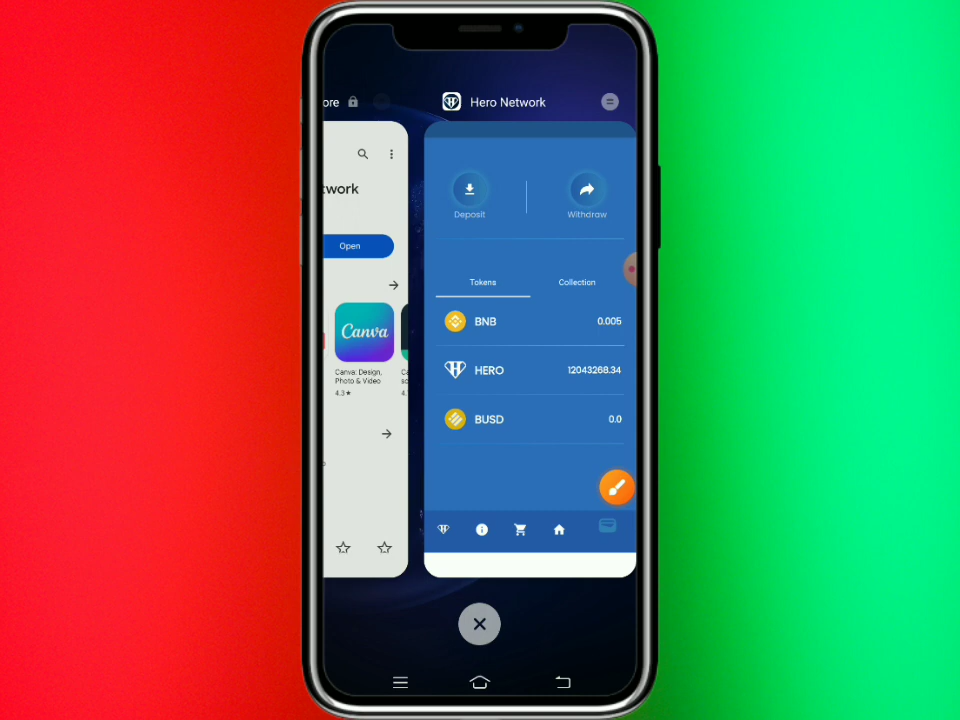 ore
Hero Network
twork
Open
Canva
Canva: Design,
Photo & Video
4.3★
4.
Deposit
Withdraw
Tokens
Collection
BNB
0.005
HERO
12043268.34
BUSD
0.0